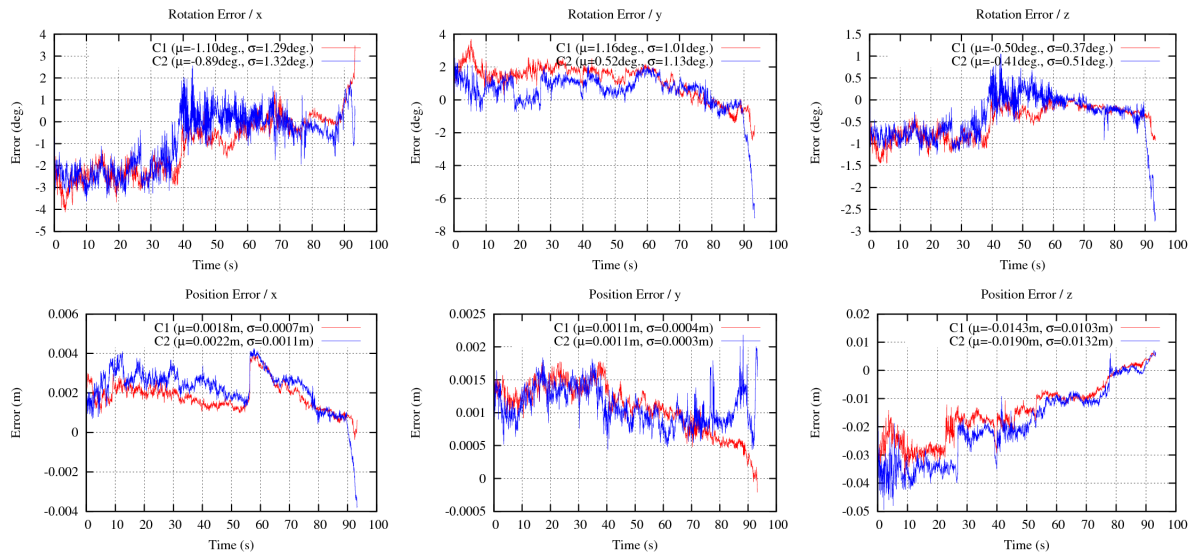 Rotation Error / x
C1 (μ=-1.10deg., σ=1.29deg.)
C2 (μ=-0.89deg., σ=1.32deg.)
Error (deg.)
4
3
2
1
0
-1
-2
-3
-4
-5
0 10 20 30 40 50 60 70 80 90 100
Time (s)
Rotation Error / y
C1 (μ=1.16deg., σ=1.01deg.)
C2 (μ=0.52deg., σ=1.13deg.)
Error (deg.)
4
2
0
-2
-4
-6
-8
0 10 20 30 40 50 60 70 80 90 100
Time (s)
Rotation Error / z
C1 (μ=-0.50deg., σ=0.37deg.)
C2 (μ=-0.41deg., σ=0.51deg.)
Error (deg.)
1.5
1
0.5
0
-0.5
-1
-1.5
-2
-2.5
-3
0 10 20 30 40 50 60 70 80 90 100
Time (s)
Position Error / x
C1 (μ=0.0018m, σ=0.0007m)
C2 (μ=0.0022m, σ=0.0011m)
Error (m)
0.006
0.004
0.002
0
-0.002
-0.004
0 10 20 30 40 50 60 70 80 90 100
Time (s)
Position Error / y
C1 (μ=0.0011m, σ=0.0004m)
C2 (μ=0.0011m, σ=0.0003m)
Error (m)
0.0025
0.002
0.0015
0.001
0.0005
0
-0.0005
0 10 20 30 40 50 60 70 80 90 100
Time (s)
Position Error / z
C1 (μ=-0.0143m, σ=0.0103m)
C2 (μ=-0.0190m, σ=0.0132m)
Error (m)
0.02
0.01
0
-0.01
-0.02
-0.03
-0.04
-0.05
0 10 20 30 40 50 60 70 80 90 100
Time (s)